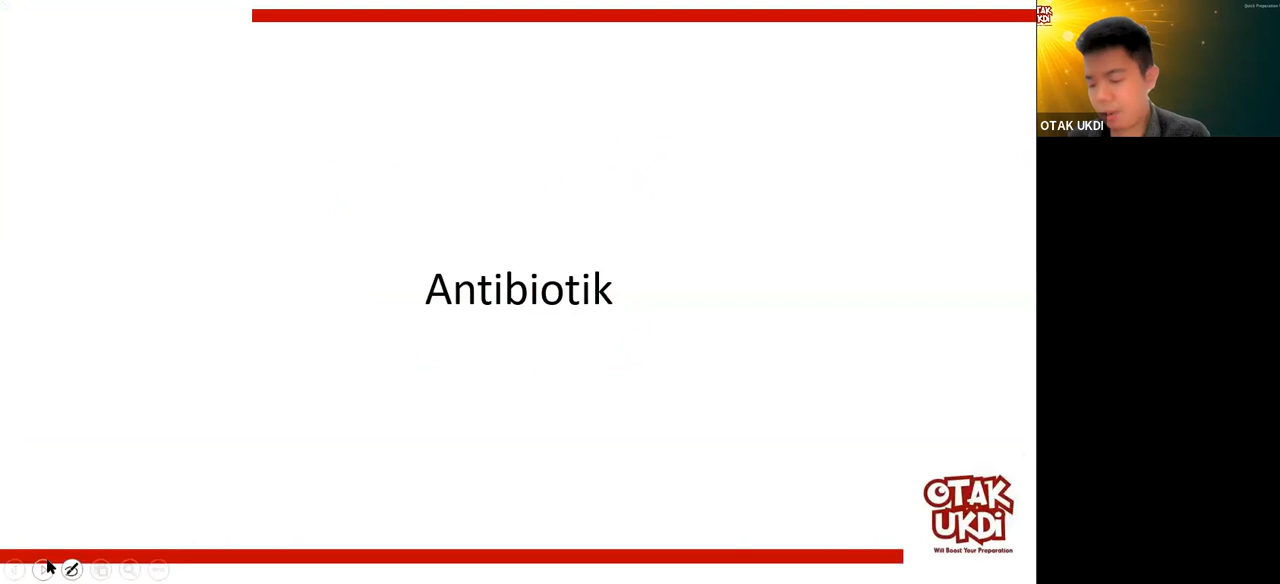 Antibiotik
OTAK
UKDI
Will Boost Your Preparation
OTAK UKDI